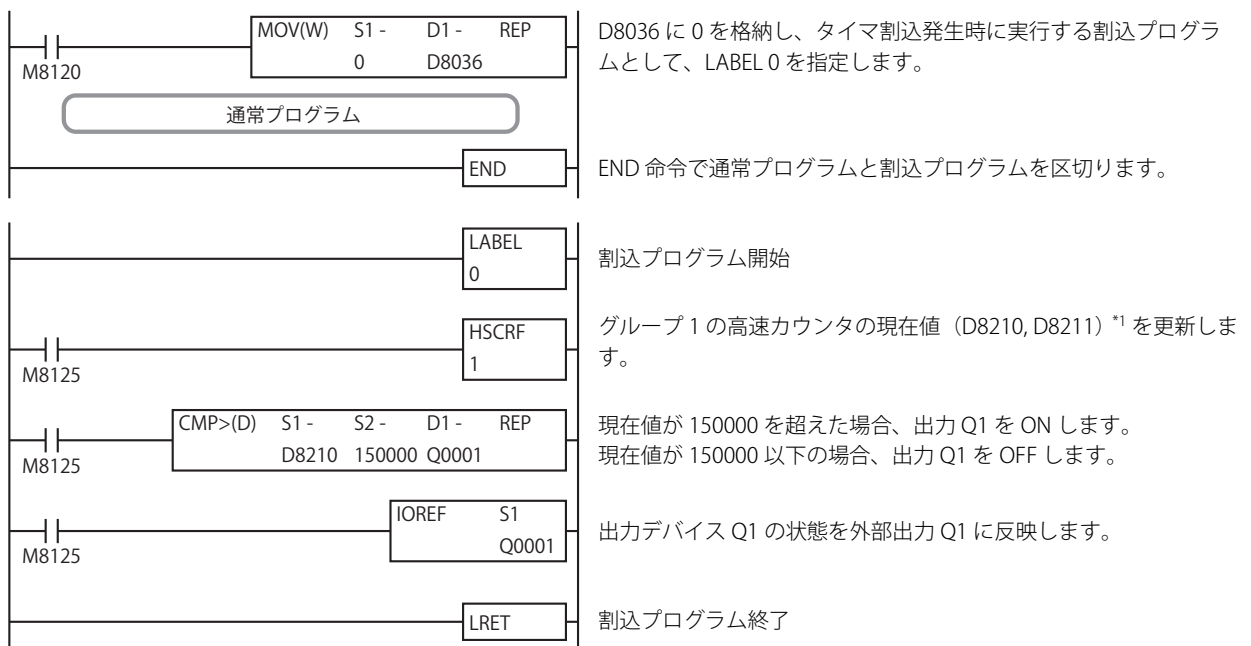 MOV(W) S1 - D1 - REP
0 D8036
M8120
D8036 に 0 を格納し、タイマ割込発生時に実行する割込プログラ
ムとして、LABEL 0 を指定します。
通常プログラム
END
END 命令で通常プログラムと割込プログラムを区切ります。
LABEL
0
割込プログラム開始
HSCRF
1
M8125
グループ 1 の高速カウンタの現在値（D8210, D8211）*1 を更新しま
す。
CMP>(D) S1 - S2 - D1 - REP
D8210 150000 Q0001
M8125
現在値が 150000 を超えた場合、出力 Q1 を ON します。
現在値が 150000 以下の場合、出力 Q1 を OFF します。
IOREF S1
Q0001
M8125
出力デバイス Q1 の状態を外部出力 Q1 に反映します。
LRET
割込プログラム終了